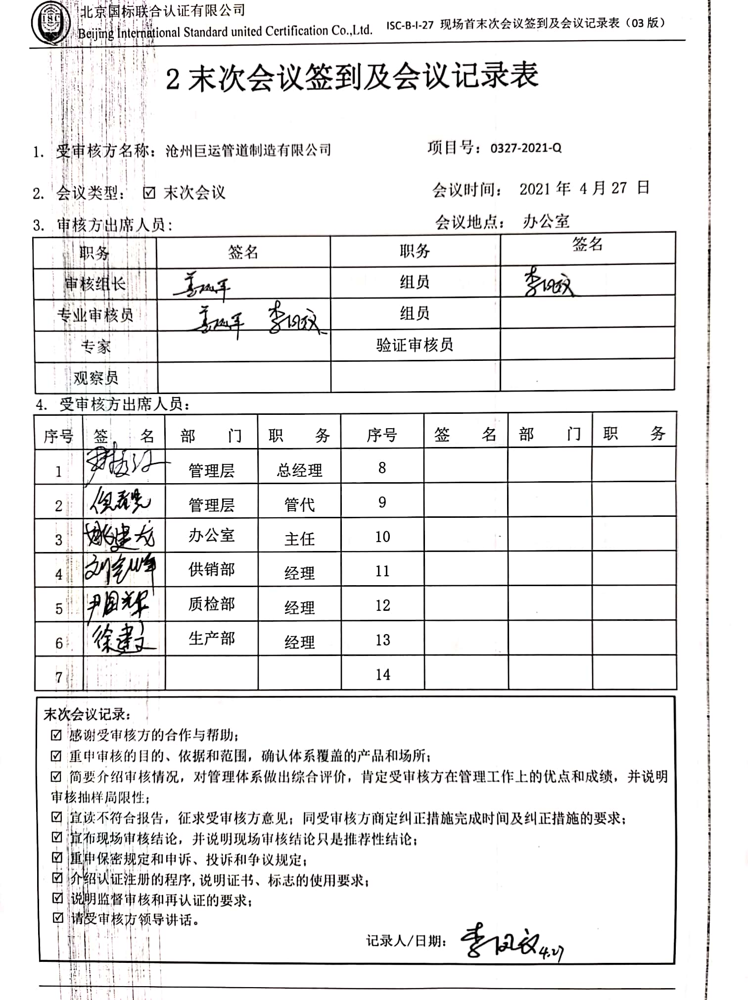 ISC
北京国标联合认证有限公司
Beijing International Standard united Certification Co.,Ltd. ISC-B-I-27 现场首末次会议签到及会议记录表（03 版）
2 末次会议签到及会议记录表
1. 受审核方名称：沧州巨运管道制造有限公司 项目号：0327-2021-Q
2. 会议类型： ☑ 末次会议 会议时间： 2021 年 4 月 27 日
3. 审核方出席人员: 会议地点： 办公室
职务 签名 职务 签名
审核组长 组员
专业审核员 组员
专家 验证审核员
观察员
4. 受审核方出席人员：
序号 签 名 部 门 职 务 序号 签 名 部 门 职 务
1 管理层 总经理 8
2 管理层 管代 9
3 姚建龙 办公室 主任 10
4 供销部 经理 11
5 尹国辉 质检部 经理 12
6 徐建文 生产部 经理 13
7 14
末次会议记录：
☑ 感谢受审核方的合作与帮助；
☑ 重申审核的目的、依据和范围，确认体系覆盖的产品和场所；
☑ 简要介绍审核情况，对管理体系做出综合评价，肯定受审核方在管理工作上的优点和成绩，并说明
审核抽样局限性；
☑ 宣读不符合报告，征求受审核方意见；同受审核方商定纠正措施完成时间及纠正措施的要求；
☑ 宣布现场审核结论，并说明现场审核结论只是推荐性结论；
☑ 重申保密规定和申诉、投诉和争议规定；
☑ 介绍认证注册的程序,说明证书、标志的使用要求；
☑ 说明监督审核和再认证的要求；
☑ 请受审核方领导讲话。
记录人/日期： 4.27